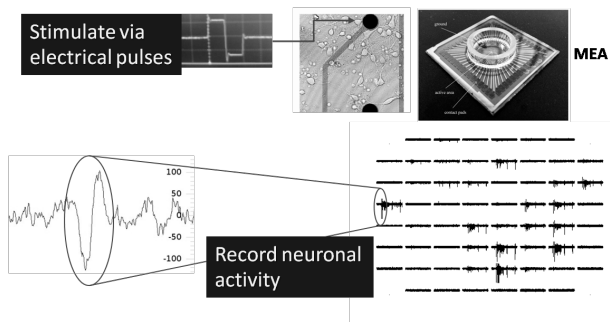 Stimulate via
electrical pulses
ground
active area
contact pads
MEA
100
50
0
-50
-100
Record neuronal
activity